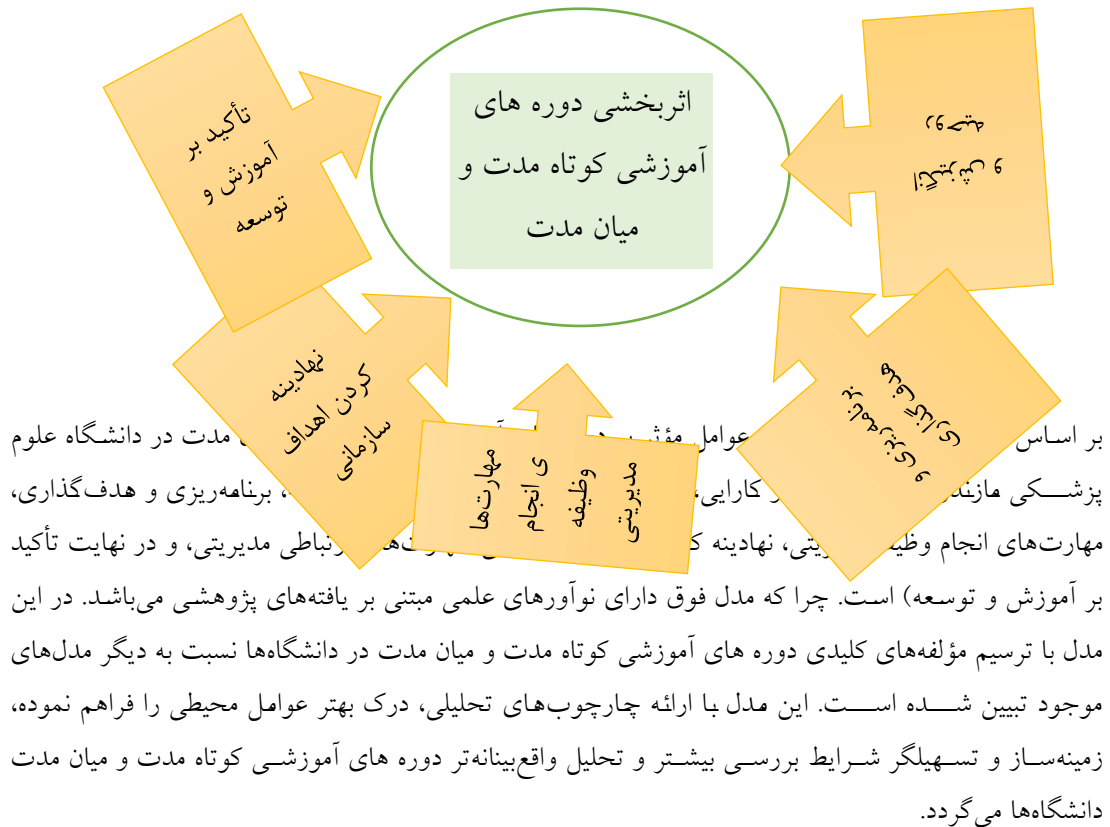 اثربخشی دوره های
آموزشی کوتاه مدت و
میان مدت
انگیزش و
روحیه
برنامه‌ریزی و
هدف‌گذاری
مهارت‌ها
ی انجام
وظیفه
مدیریتی
نهادینه
کردن اهداف
سازمانی
تأکید بر
آموزش و
توسعه
بر اساس عوامل مدت در دانشگاه علوم
پزشکی کارایی، برنامه‌ریزی و هدف‌گذاری،
مهارت‌های انجام نهادینه مدیریتی، و در نهایت تأکید
بر آموزش و توسعه) است. چرا که مدل فوق دارای نوآورهای علمی مبتنی بر یافته‌های پژوهشی می‌باشد. در این
مدل با ترسیم مؤلفه‌های کلیدی دوره های آموزشی کوتاه مدت و میان مدت در دانشگاه‌ها نسبت به دیگر مدل‌های
موجود تبیین شده است. این مدل با ارائه چارچوب‌های تحلیلی، درک بهتر عوامل محیطی را فراهم نموده،
زمینه‌ساز و تسهیلگر شرایط بررسی بیشتر و تحلیل واقع‌بینانه‌تر دوره های آموزشی کوتاه مدت و میان مدت
دانشگاه‌ها می‌گردد.